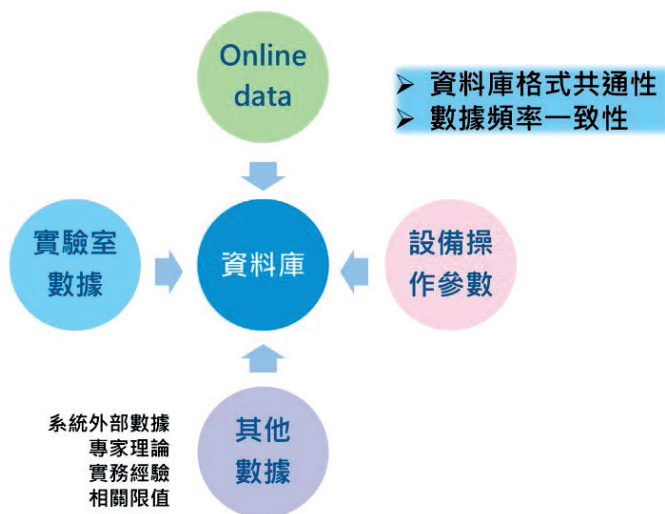 Online
data
➢ 資料庫格式共通性
➢ 數據頻率一致性
實驗室
數據
資料庫
設備操
作參數
系統外部數據
專家理論
實務經驗
相關限值
其他
數據